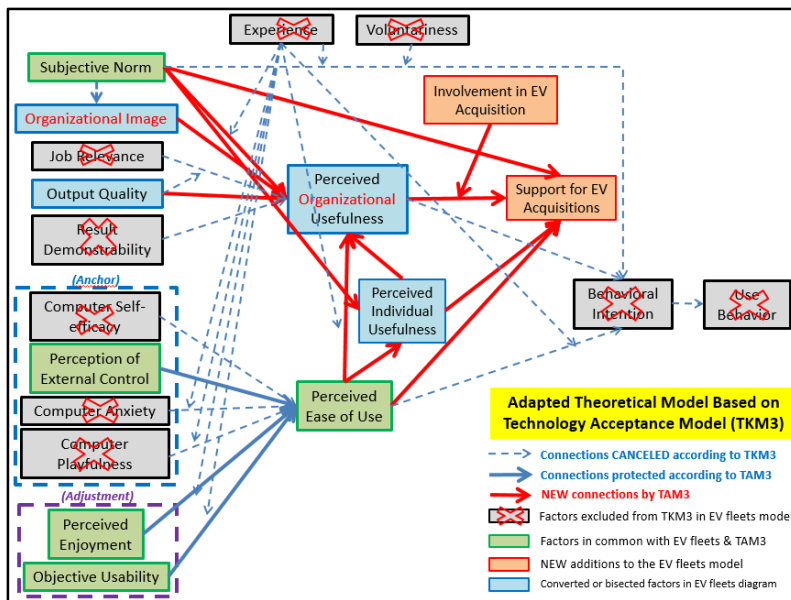 Experience
Voluntariness
Subjective Norm
Organizational Image
Job Relevance
Output Quality
Result
Demonstrability
Involvement in EV
Acquisition
Perceived
Organizational
Usefulness
Support for EV
Acquisitions
Perceived
Individual
Usefulness
Behavioral
Intention
Use
Behavior
(Anchor)
Computer Self-
efficacy
Perception of
External Control
Computer Anxiety
Computer
Playfulness
Perceived
Ease of Use
(Adjustment)
Perceived
Enjoyment
Objective Usability
Adapted Theoretical Model Based on
Technology Acceptance Model (TKM3)
Connections CANCELED according to TKM3
Connections protected according to TAM3
NEW connections by TAM3
Factors excluded from TKM3 in EV fleets model
Factors in common with EV fleets & TAM3
NEW additions to the EV fleets model
Converted or bisected factors in EV fleets diagram